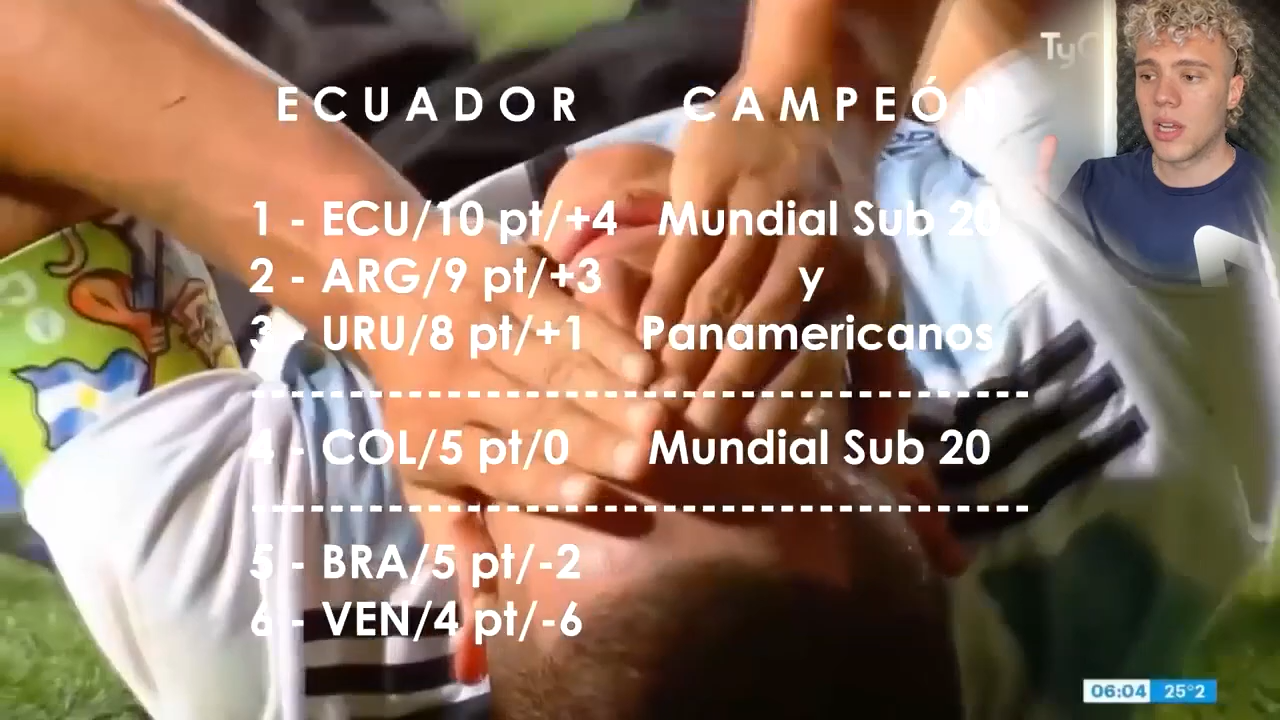 TyC
ECUADOR CAMPEÓN
1 - ECU/10 pt/+4 Mundial Sub 20
2 - ARG/9 pt/+3 y
3 - URU/8 pt/+1 Panamericanos
4 - COL/5 pt/0 Mundial Sub 20
5 - BRA/5 pt/-2
6 - VEN/4 pt/-6
06:04 25°2